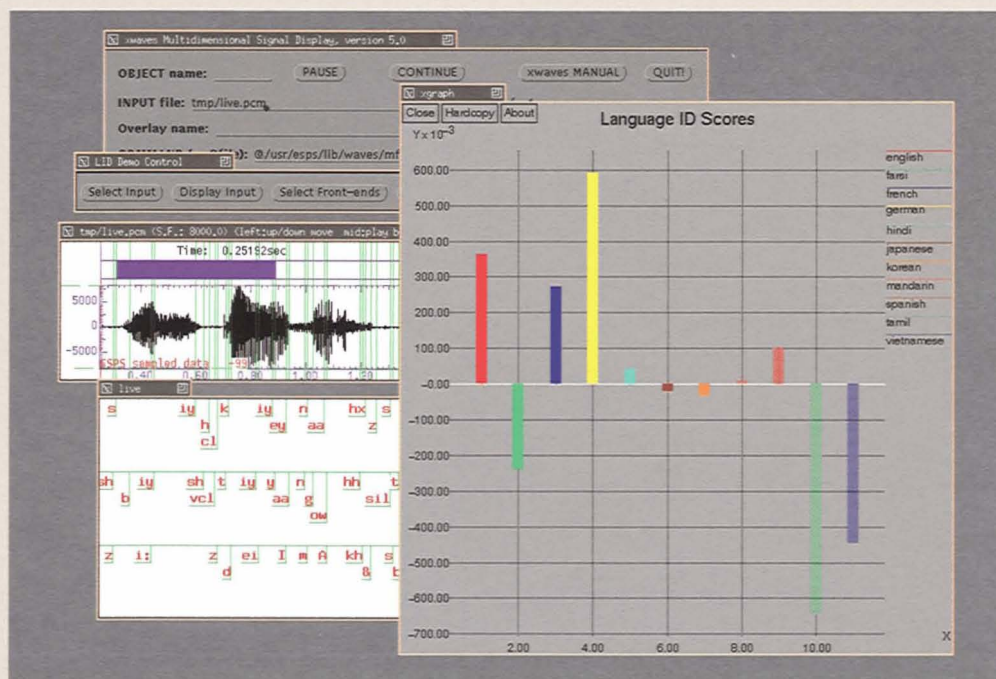 xwaves Multidimensional Signal Display, version 5.0
OBJECT name: PAUSE CONTINUE xwaves MANUAL QUIT!
INPUT file: tmp/live.pcm
Overlay name:
@/usr/esps/lib/waves/mf
LID Demo Control
Select Input Display Input Select Front-ends
tmp/live.pcm (S.F.: 8000.0) (left:up/down move mid:play b
Time: 0.25192sec
5000
0
-5000
ESPS sampled data -99
0.40 0.60 0.80 1.00 1.20
live
s iy k iy n hx s
h ey aa z
cl
sh iy sh t iy y n hh t
b vcl aa g sil
ow
z i: z ei I m A kh s
d & t
xgraph
Close Hardcopy About
Language ID Scores
Y x 10-3
600.00
500.00
400.00
300.00
200.00
100.00
-0.00
-100.00
-200.00
-300.00
-400.00
-500.00
-600.00
-700.00
2.00 4.00 6.00 8.00 10.00
X
english
farsi
french
german
hindi
japanese
korean
mandarin
spanish
tamil
vietnamese